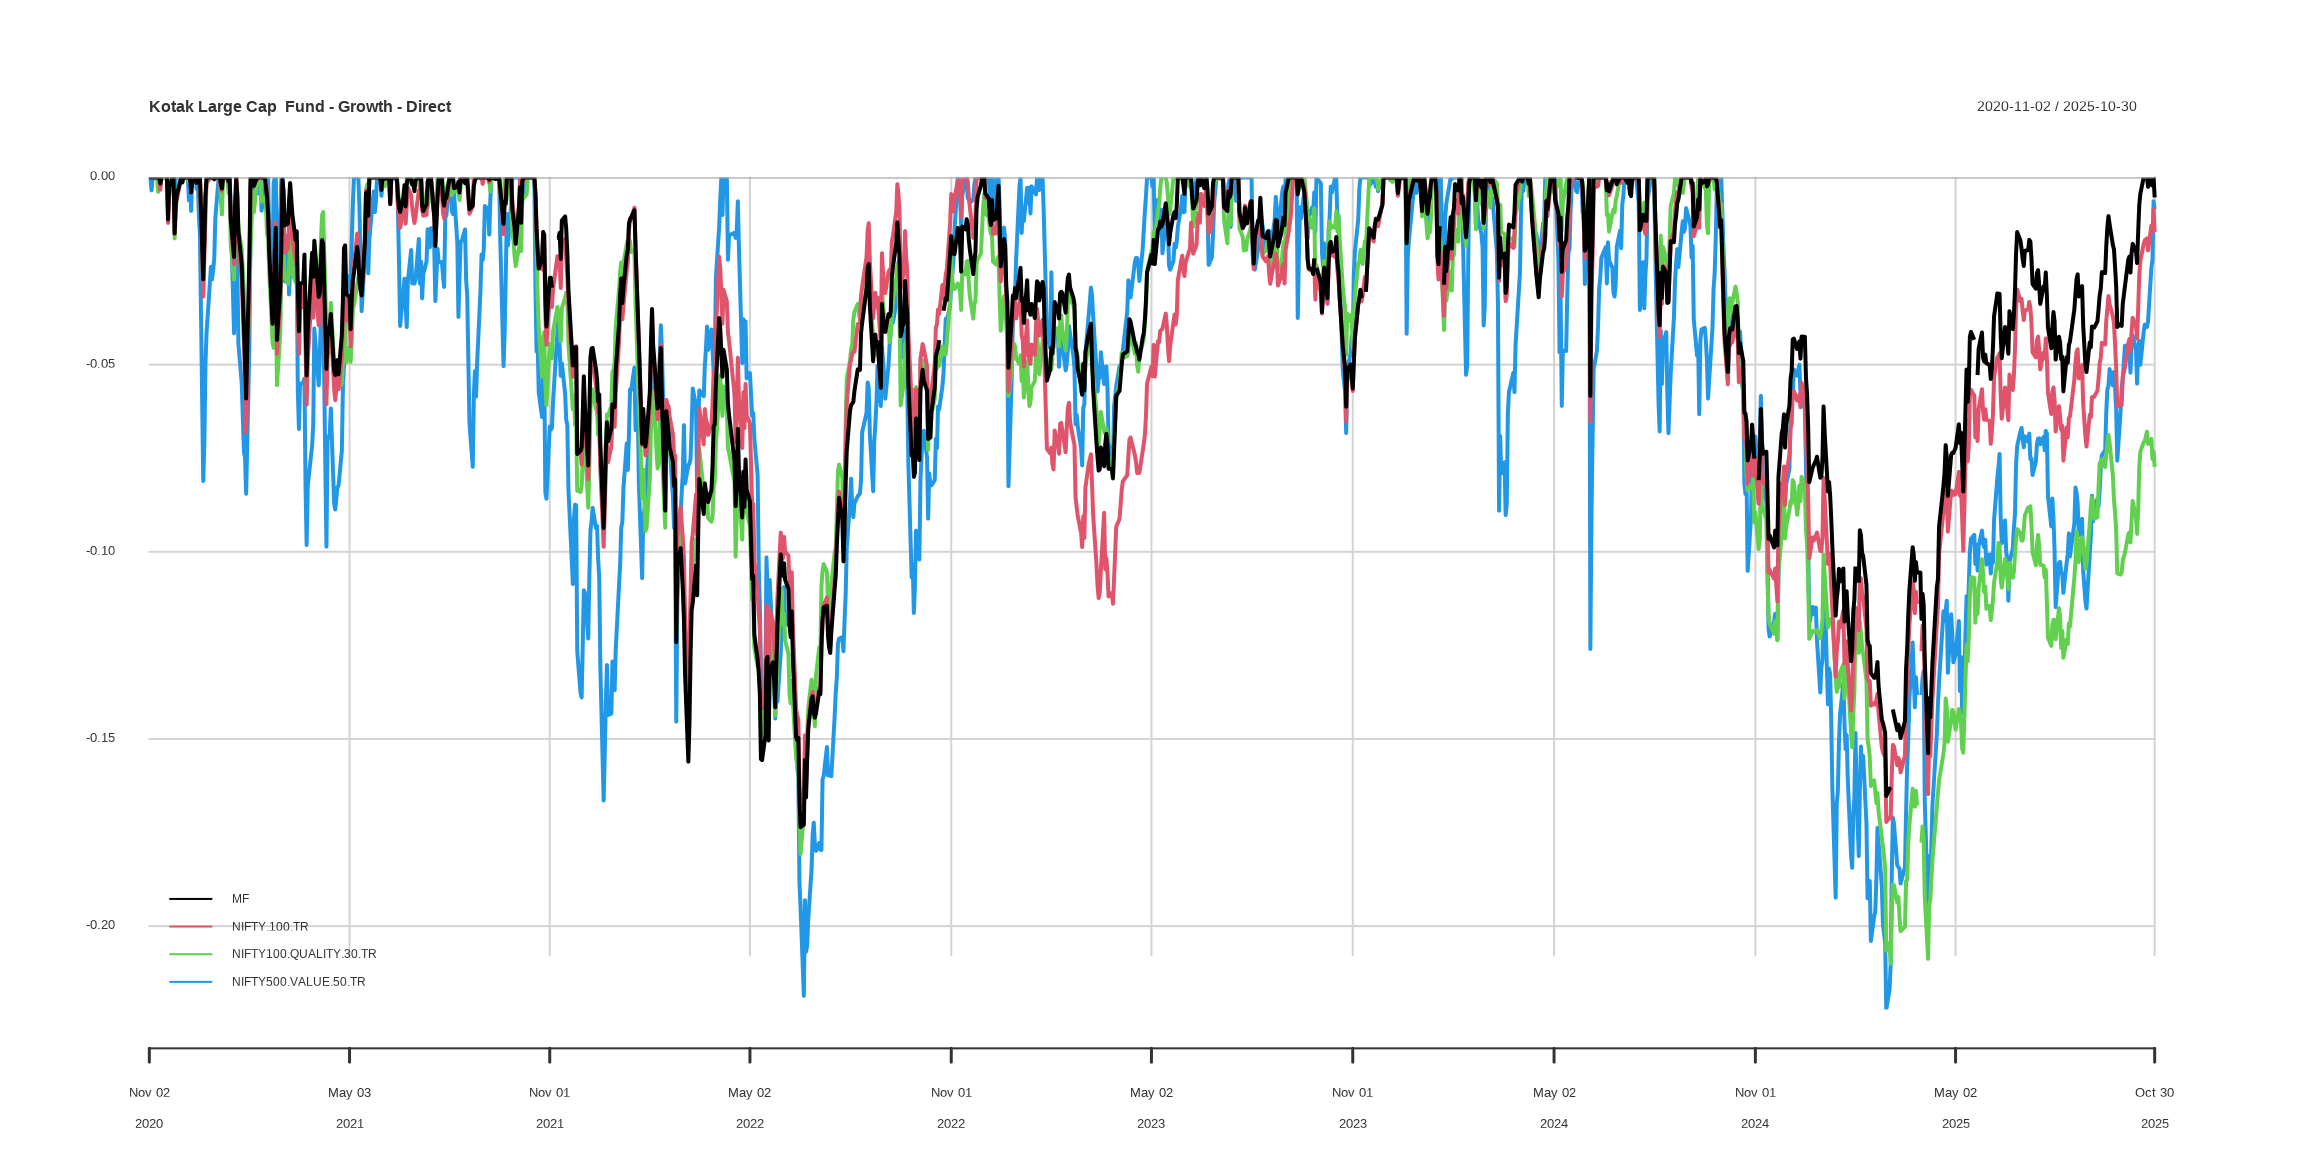 Kotak Large Cap  Fund - Growth - Direct
2020-11-02 / 2025-10-30
0.00
-0.05
-0.10
-0.15
-0.20
MF
NIFTY.100.TR
NIFTY100.QUALITY.30.TR
NIFTY500.VALUE.50.TR
Nov 02 May 03 Nov 01 May 02 Nov 01 May 02 Nov 01 May 02 Nov 01 May 02 Oct 30
2020 2021 2021 2022 2022 2023 2023 2024 2024 2025 2025